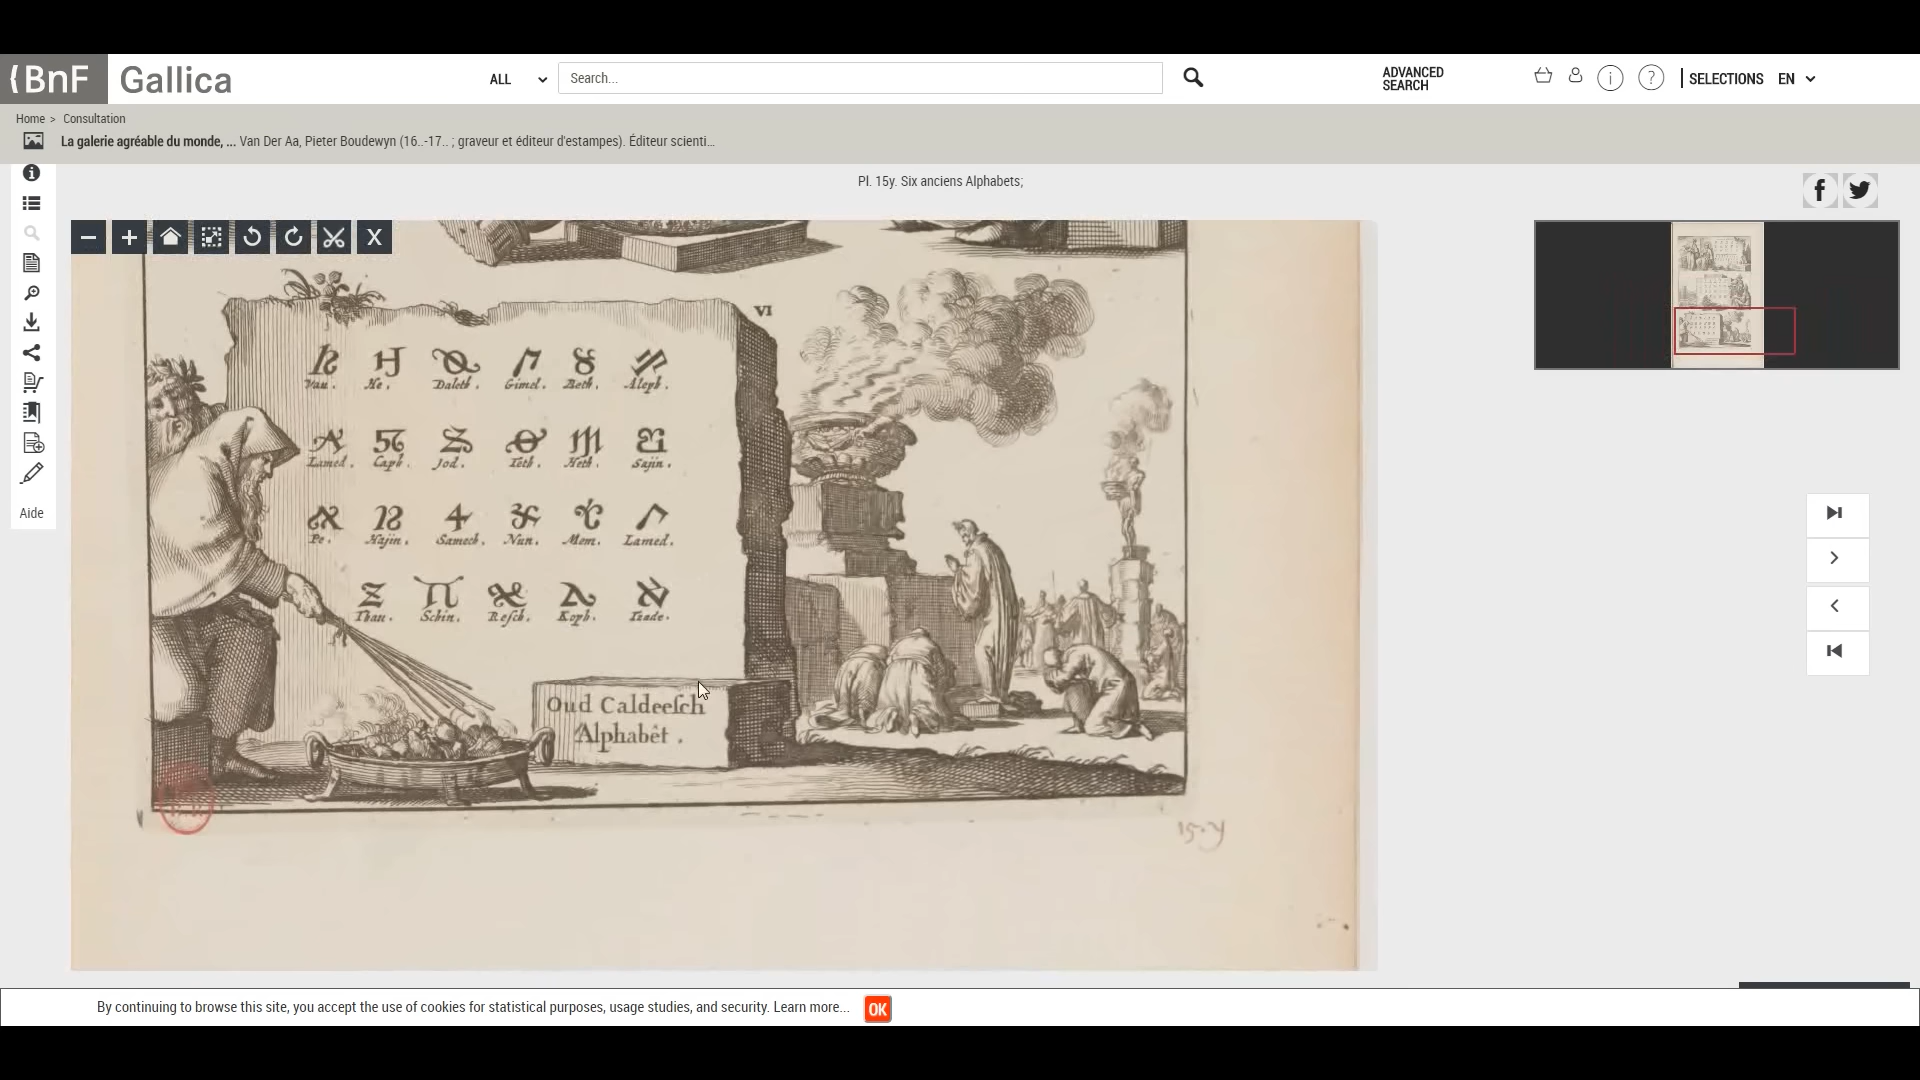 BnF Gallica ALL Search... ADVANCED SEARCH i ? SELECTIONS EN
Home > Consultation
La galerie agréable du monde, ... Van Der Aa, Pieter Boudewyn (16..-17.. ; graveur et éditeur d'estampes). Éditeur scienti...
Pl. 15y. Six anciens Alphabets;
Aide
VI
Vau. He. Daleth. Gimel. Beth. Aleph.
Lamed. Caph. Jod. Teth. Heth. Sajin.
Pe. Hajin. Samech. Nun. Mem. Lamed.
Thau. Schin. Resch. Koph. Tzade.
Oud Caldeesch
Alphabêt.
15.y
By continuing to browse this site, you accept the use of cookies for statistical purposes, usage studies, and security. Learn more... OK